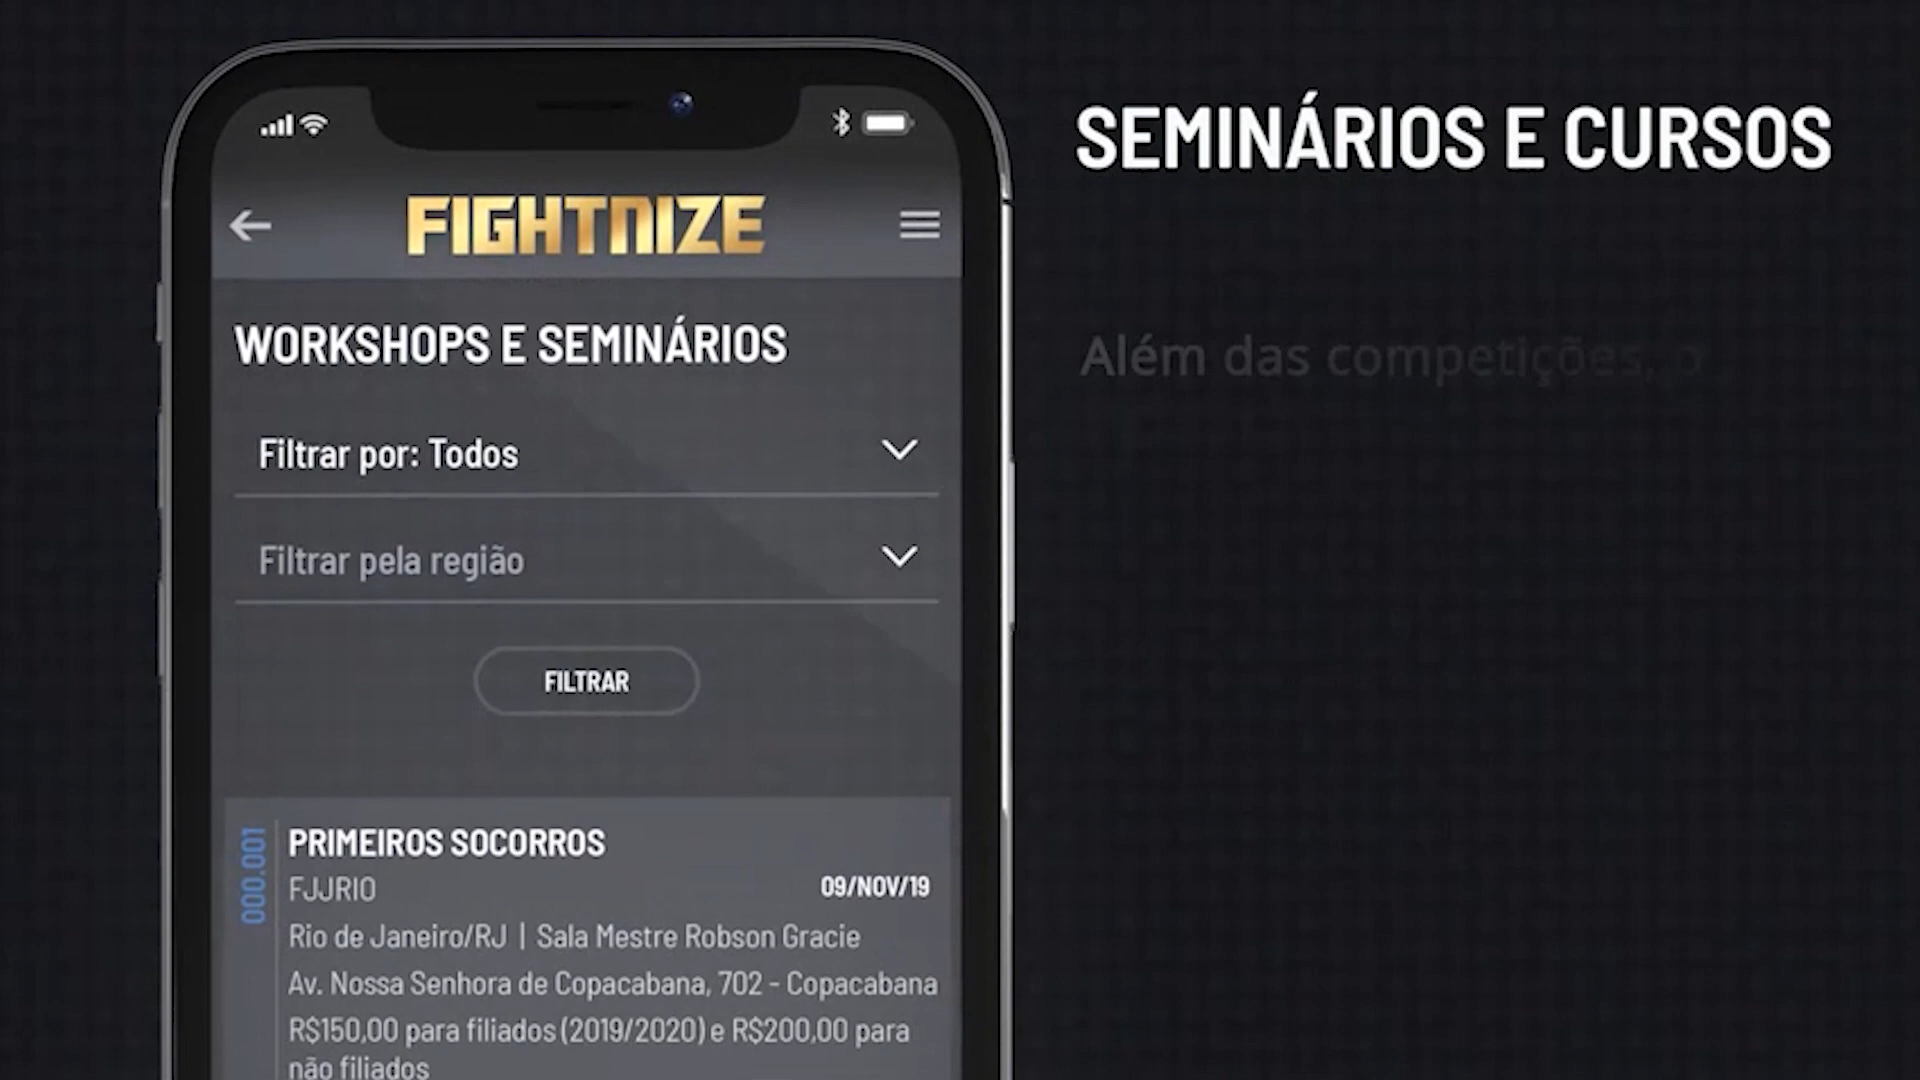 SEMINÁRIOS E CURSOS
Além das competições, o
FIGHTNIZE
WORKSHOPS E SEMINÁRIOS
Filtrar por: Todos
Filtrar pela região
FILTRAR
000.001
PRIMEIROS SOCORROS
FJJRIO
09/NOV/19
Rio de Janeiro/RJ | Sala Mestre Robson Gracie
Av. Nossa Senhora de Copacabana, 702 - Copacabana
R$150,00 para filiados (2019/2020) e R$200,00 para
não filiados